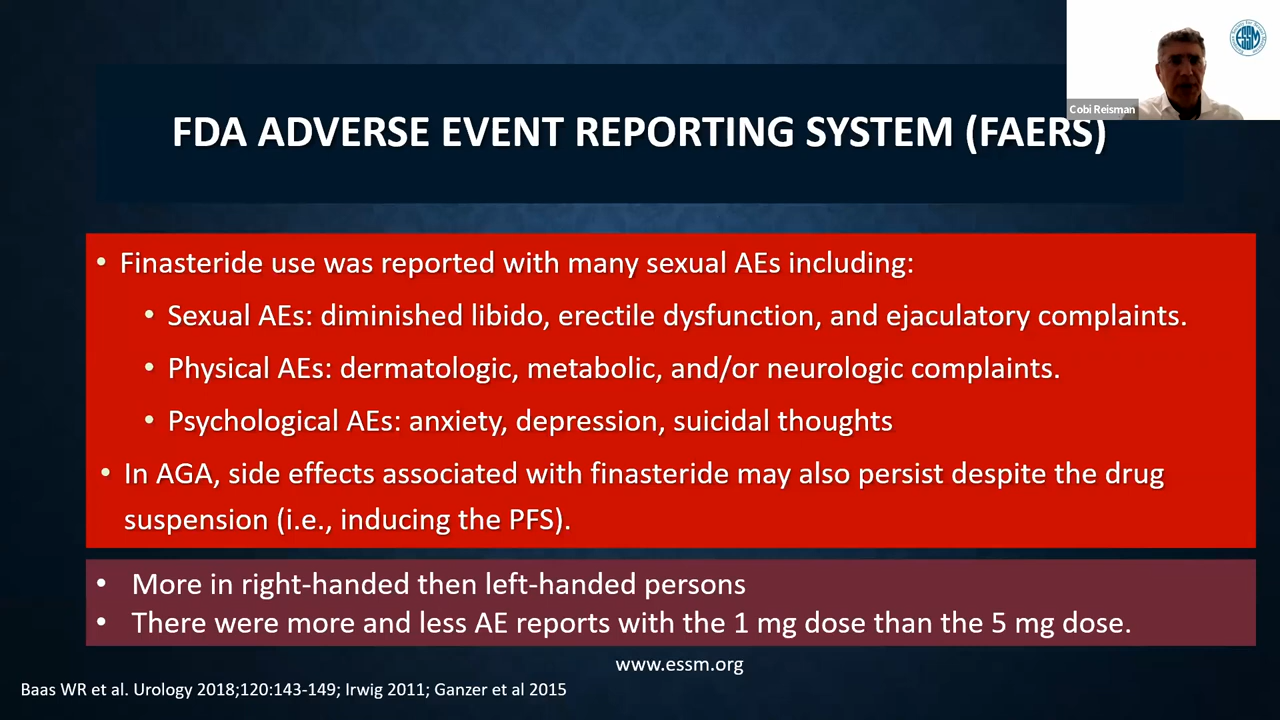 ESSM
Cobi Reisman
FDA ADVERSE EVENT REPORTING SYSTEM (FAERS)
• Finasteride use was reported with many sexual AEs including:
• Sexual AEs: diminished libido, erectile dysfunction, and ejaculatory complaints.
• Physical AEs: dermatologic, metabolic, and/or neurologic complaints.
• Psychological AEs: anxiety, depression, suicidal thoughts
• In AGA, side effects associated with finasteride may also persist despite the drug
suspension (i.e., inducing the PFS).
• More in right-handed then left-handed persons
• There were more and less AE reports with the 1 mg dose than the 5 mg dose.
www.essm.org
Baas WR et al. Urology 2018;120:143-149; Irwig 2011; Ganzer et al 2015